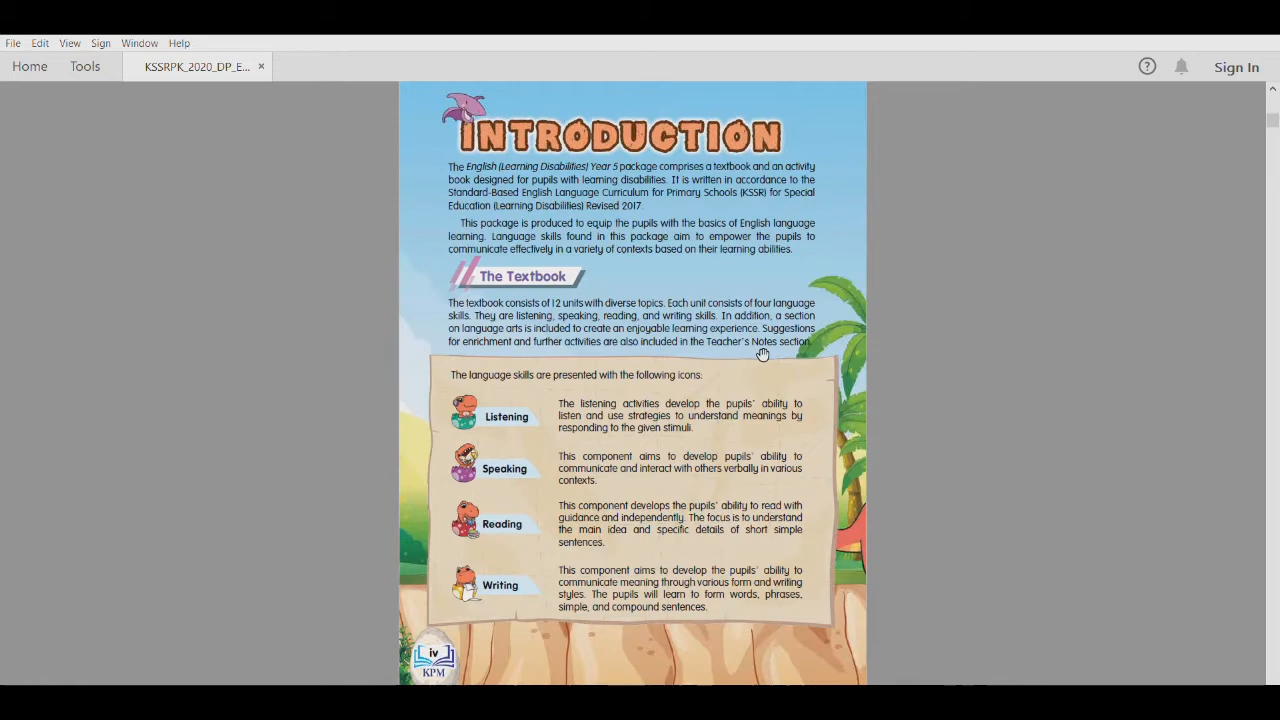 File Edit View Sign Window Help
Home Tools KSSRPK_2020_DP_E... × ? Sign In
INTRODUCTION
The English (Learning Disabilities) Year 5 package comprises a textbook and an activity
book designed for pupils with learning disabilities. It is written in accordance to the
Standard-Based English Language Curriculum for Primary Schools (KSSR) for Special
Education (Learning Disabilities) Revised 2017.
This package is produced to equip the pupils with the basics of English language
learning. Language skills found in this package aim to empower the pupils to
communicate effectively in a variety of contexts based on their learning abilities.
The Textbook
The textbook consists of 12 units with diverse topics. Each unit consists of four language
skills. They are listening, speaking, reading, and writing skills. In addition, a section
on language arts is included to create an enjoyable learning experience. Suggestions
for enrichment and further activities are also included in the Teacher's Notes section.
The language skills are presented with the following icons:
Listening
The listening activities develop the pupils' ability to
listen and use strategies to understand meanings by
responding to the given stimuli.
Speaking
This component aims to develop pupils' ability to
communicate and interact with others verbally in various
contexts.
Reading
This component develops the pupils' ability to read with
guidance and independently. The focus is to understand
the main idea and specific details of short simple
sentences.
Writing
This component aims to develop the pupils' ability to
communicate meaning through various form and writing
styles. The pupils will learn to form words, phrases,
simple, and compound sentences.
iv
KPM